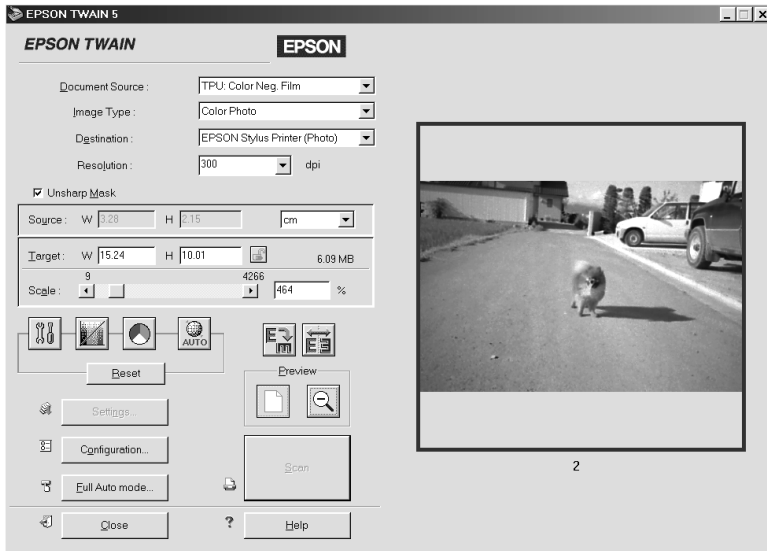 EPSON TWAIN 5
EPSON TWAIN
EPSON
Document Source : TPU: Color Neg. Film
Image Type : Color Photo
Destination : EPSON Stylus Printer (Photo)
Resolution : 300 dpi
Unsharp Mask
Source : W 3.28 H 2.15 cm
Target : W 15.24 H 10.01 6.09 MB
9 4266
Scale : 464 %
AUTO
Reset
Preview
Settings...
Configuration...
Scan
Full Auto mode...
Close
? Help
2